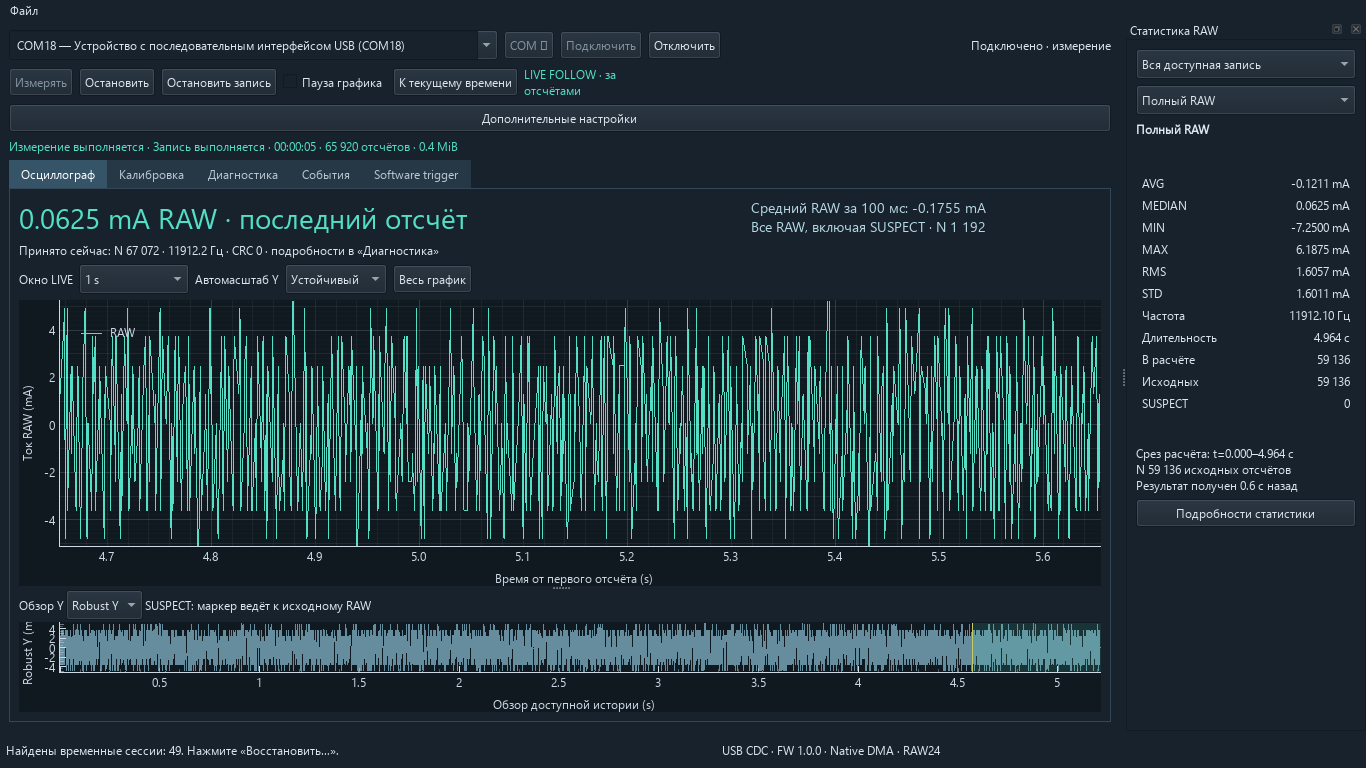 Файл
COM18 — Устройство с последовательным интерфейсом USB (COM18)
COM
Подключить
Отключить
Подключено · измерение
Измерять
Остановить
Остановить запись
Пауза графика
К текущему времени
LIVE FOLLOW · за
отсчётами
Дополнительные настройки
Измерение выполняется · Запись выполняется · 00:00:05 · 65 920 отсчётов · 0.4 MiB
Осциллограф
Калибровка
Диагностика
События
Software trigger
0.0625 mA RAW · последний отсчёт
Средний RAW за 100 мс: -0.1755 mA
Все RAW, включая SUSPECT · N 1 192
Принято сейчас: N 67 072 · 11912.2 Гц · CRC 0 · подробности в «Диагностика»
Окно LIVE
1 s
Автомасштаб Y
Устойчивый
Весь график
RAW
Ток RAW (mA)
4
2
0
-2
-4
4.7 4.8 4.9 5.0 5.1 5.2 5.3 5.4 5.5 5.6
Время от первого отсчёта (s)
Обзор Y
Robust Y
SUSPECT: маркер ведёт к исходному RAW
Robust Y (m
4
2
0
-2
-4
0.5 1 1.5 2 2.5 3 3.5 4 4.5 5
Обзор доступной истории (s)
Статистика RAW
Вся доступная запись
Полный RAW
Полный RAW
AVG -0.1211 mA
MEDIAN 0.0625 mA
MIN -7.2500 mA
MAX 6.1875 mA
RMS 1.6057 mA
STD 1.6011 mA
Частота 11912.10 Гц
Длительность 4.964 с
В расчёте 59 136
Исходных 59 136
SUSPECT 0
Срез расчёта: t=0.000–4.964 с
N 59 136 исходных отсчётов
Результат получен 0.6 с назад
Подробности статистики
Найдены временные сессии: 49. Нажмите «Восстановить…».
USB CDC · FW 1.0.0 · Native DMA · RAW24